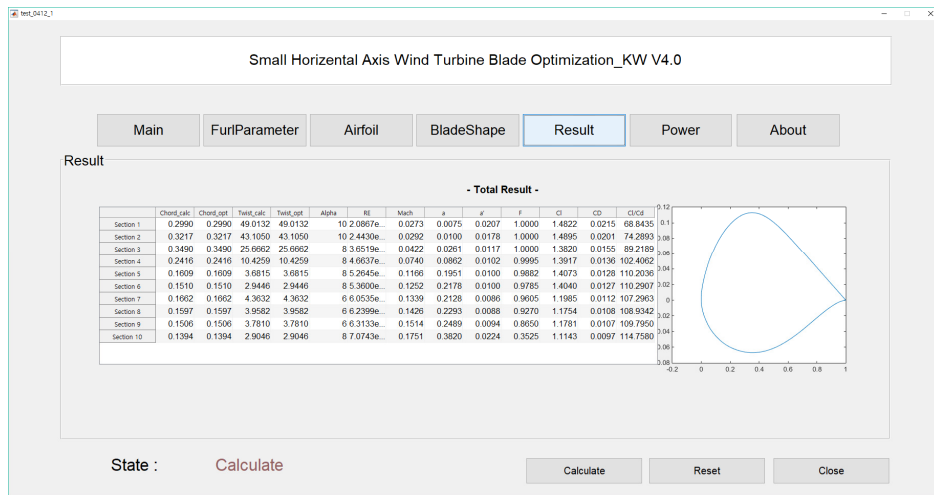 test_0412_1
Small Horizental Axis Wind Turbine Blade Optimization_KW V4.0
Main FurlParameter Airfoil BladeShape Result Power About
Result
- Total Result -
Chord_calc Chord_opt Twist_calc Twist_opt Alpha RE Mach a a' F Cl CD Cl/Cd
Section 1 0.2990 0.2990 49.0132 49.0132 10 2.0867e... 0.0273 0.0075 0.0207 1.0000 1.4822 0.0215 68.8435
Section 2 0.3217 0.3217 43.1050 43.1050 10 2.4430e... 0.0292 0.0100 0.0178 1.0000 1.4895 0.0201 74.2893
Section 3 0.3490 0.3490 25.6662 25.6662 8 3.6519e... 0.0422 0.0261 0.0117 1.0000 1.3820 0.0155 89.2189
Section 4 0.2416 0.2416 10.4259 10.4259 8 4.6637e... 0.0740 0.0862 0.0102 0.9995 1.3917 0.0136 102.4062
Section 5 0.1609 0.1609 3.6815 3.6815 8 5.2645e... 0.1166 0.1951 0.0100 0.9882 1.4073 0.0128 110.2036
Section 6 0.1510 0.1510 2.9446 2.9446 8 5.3600e... 0.1252 0.2178 0.0100 0.9785 1.4040 0.0127 110.2907
Section 7 0.1662 0.1662 4.3632 4.3632 6 6.0535e... 0.1339 0.2128 0.0086 0.9605 1.1985 0.0112 107.2963
Section 8 0.1597 0.1597 3.9582 3.9582 6 6.2399e... 0.1426 0.2293 0.0088 0.9270 1.1754 0.0108 108.9342
Section 9 0.1506 0.1506 3.7810 3.7810 6 6.3133e... 0.1514 0.2489 0.0094 0.8650 1.1781 0.0107 109.7950
Section 10 0.1394 0.1394 2.9046 2.9046 8 7.0743e... 0.1751 0.3820 0.0224 0.3525 1.1143 0.0097 114.7580
0.12
0.1
0.08
0.06
0.04
0.02
0
0.02
0.04
0.06
0.08
-0.2 0 0.2 0.4 0.6 0.8 1
State : Calculate
Calculate Reset Close